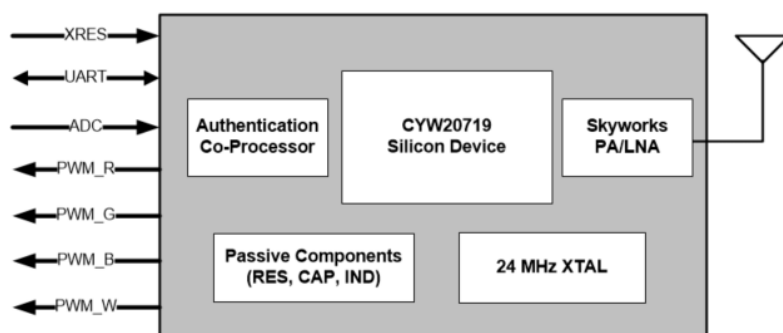 XRES
UART
ADC
PWM_R
PWM_G
PWM_B
PWM_W
Authentication
Co-Processor
CYW20719
Silicon Device
Skyworks
PA/LNA
Passive Components
(RES, CAP, IND)
24 MHz XTAL